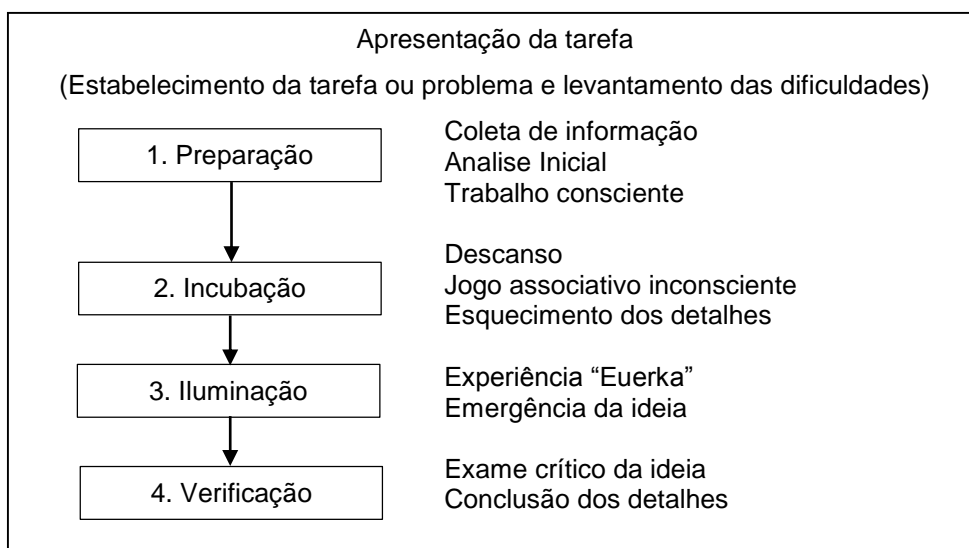 Apresentação da tarefa
(Estabelecimento da tarefa ou problema e levantamento das dificuldades)
1. Preparação
Coleta de informação
Analise Inicial
Trabalho consciente
2. Incubação
Descanso
Jogo associativo inconsciente
Esquecimento dos detalhes
3. Iluminação
Experiência “Euerka”
Emergência da ideia
4. Verificação
Exame crítico da ideia
Conclusão dos detalhes